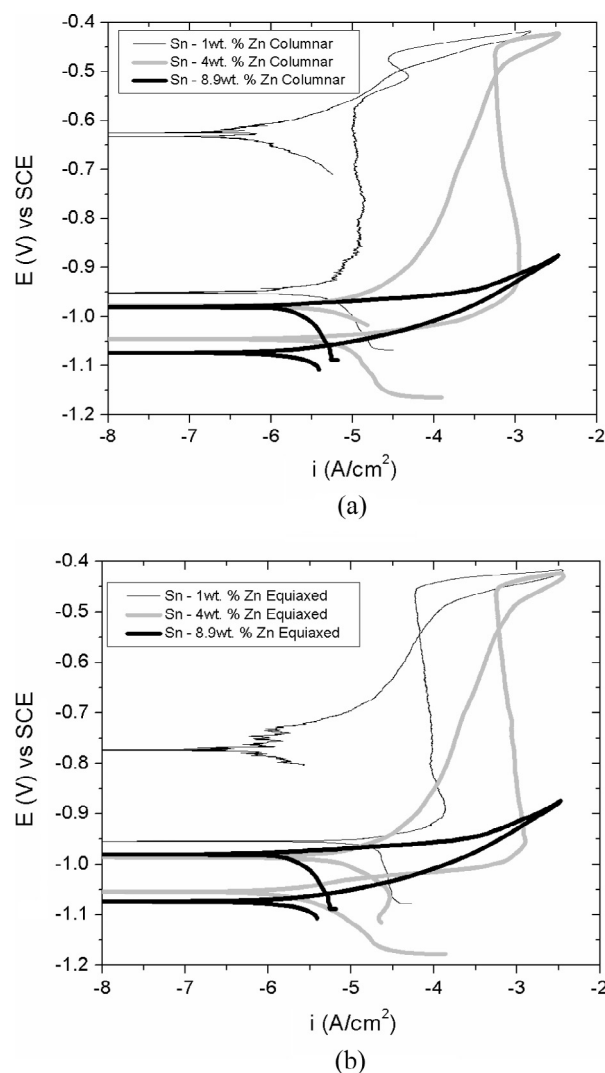 Sn - 1wt. % Zn Columnar
Sn - 4wt. % Zn Columnar
Sn - 8.9wt. % Zn Columnar
E (V) vs SCE
-0.4
-0.5
-0.6
-0.7
-0.8
-0.9
-1.0
-1.1
-1.2
-8 -7 -6 -5 -4 -3 -2
i (A/cm²)
(a)
Sn - 1wt. % Zn Equiaxed
Sn - 4wt. % Zn Equiaxed
Sn - 8.9wt. % Zn Equiaxed
E (V) vs SCE
-0.4
-0.5
-0.6
-0.7
-0.8
-0.9
-1.0
-1.1
-1.2
-8 -7 -6 -5 -4 -3 -2
i (A/cm²)
(b)